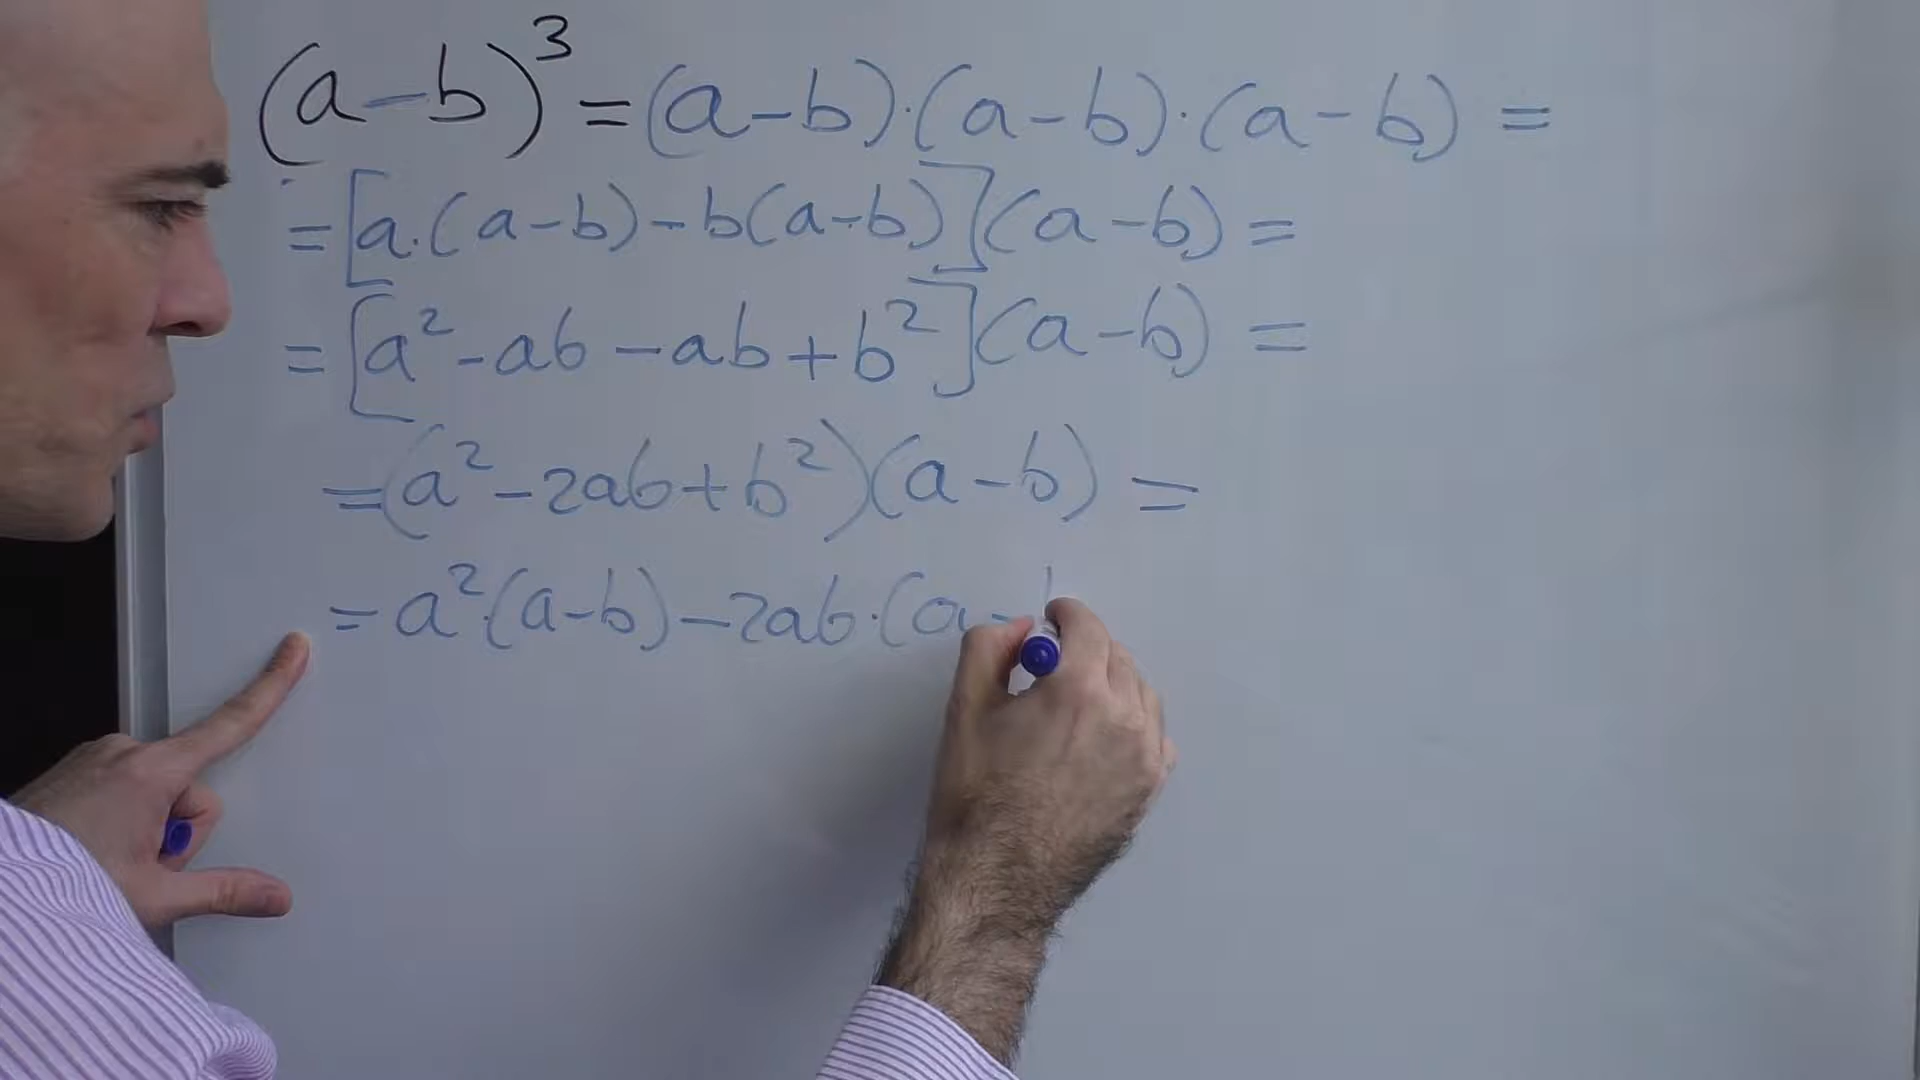 (a-b)³ = (a-b)·(a-b)·(a-b) =
= [a·(a-b) - b(a-b)](a-b) =
= [a² - ab - ab + b²](a-b) =
= (a² - 2ab + b²)(a-b) =
= a²·(a-b) - 2ab·(a-